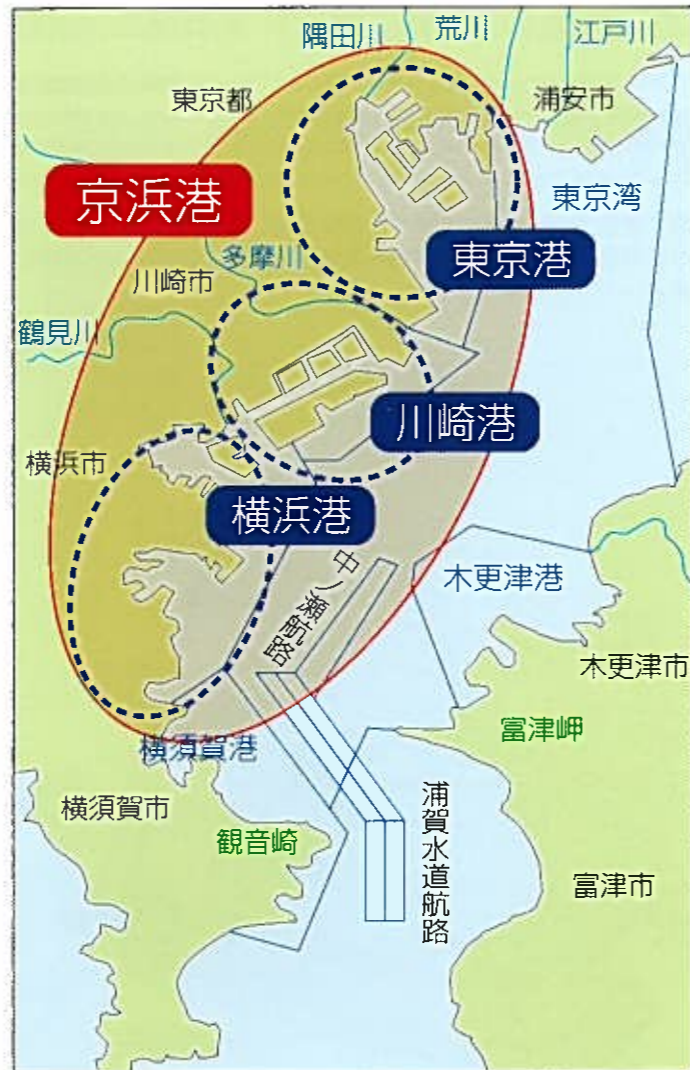 隅田川
荒川
江戸川
東京都
浦安市
京浜港
東京湾
東京港
多摩川
川崎市
鶴見川
川崎港
横浜市
横浜港
中ノ瀬航路
木更津港
木更津市
富津岬
横須賀港
横須賀市
浦賀水道航路
観音崎
富津市